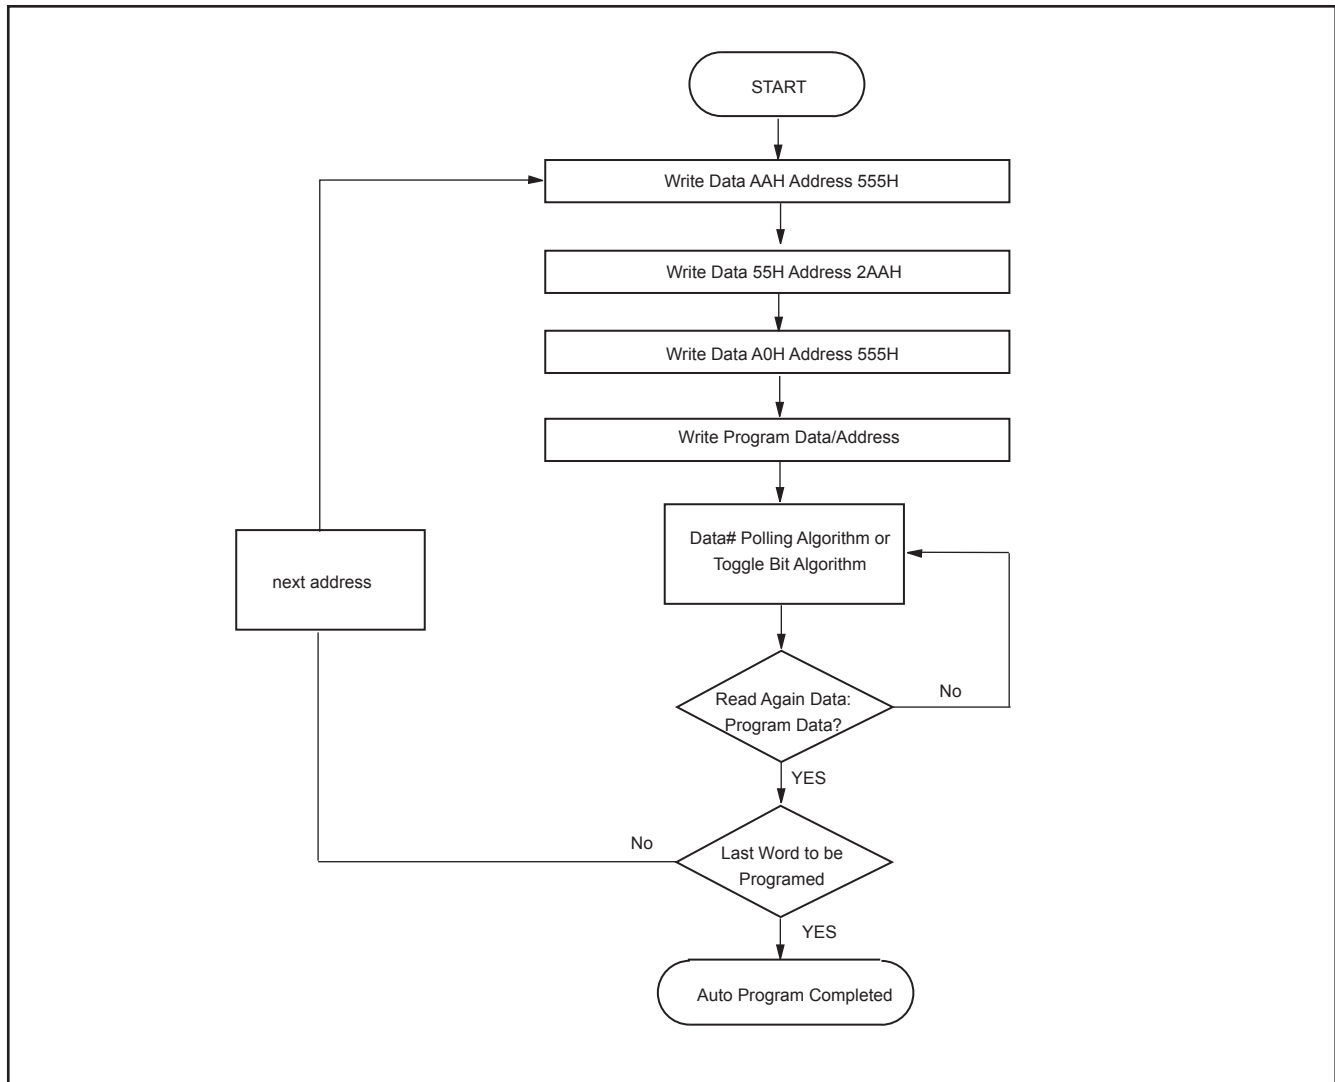 START
Write Data AAH Address 555H
Write Data 55H Address 2AAH
Write Data A0H Address 555H
Write Program Data/Address
Data# Polling Algorithm or
Toggle Bit Algorithm
next address
Read Again Data:
Program Data?
No
YES
No
Last Word to be
Programed
YES
Auto Program Completed